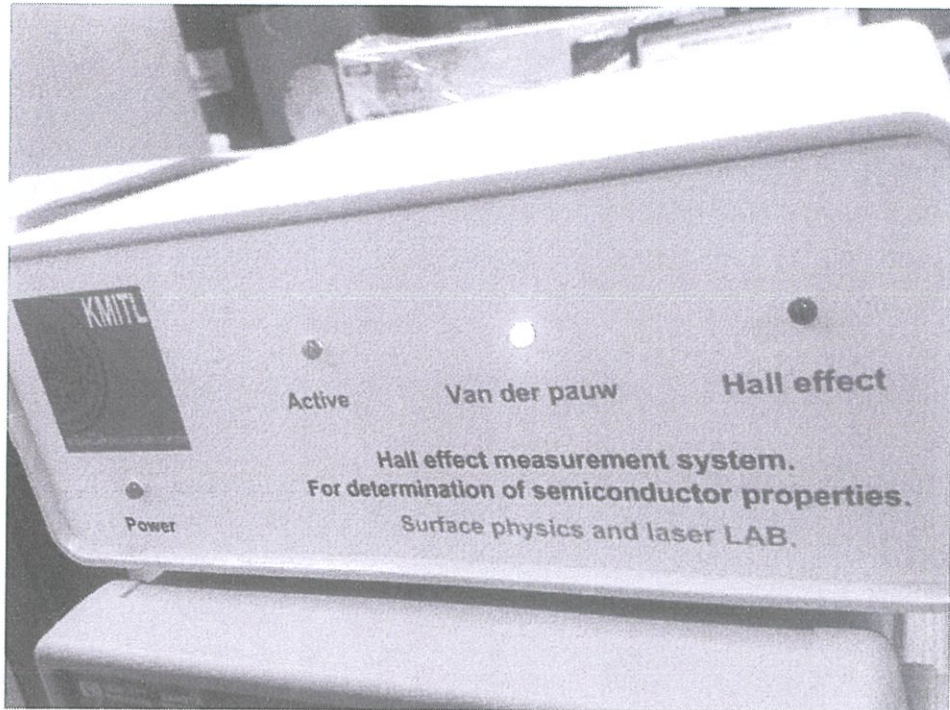 KMITL
Active
Van der pauw
Hall effect
Hall effect measurement system.
For determination of semiconductor properties.
Power
Surface physics and laser LAB.